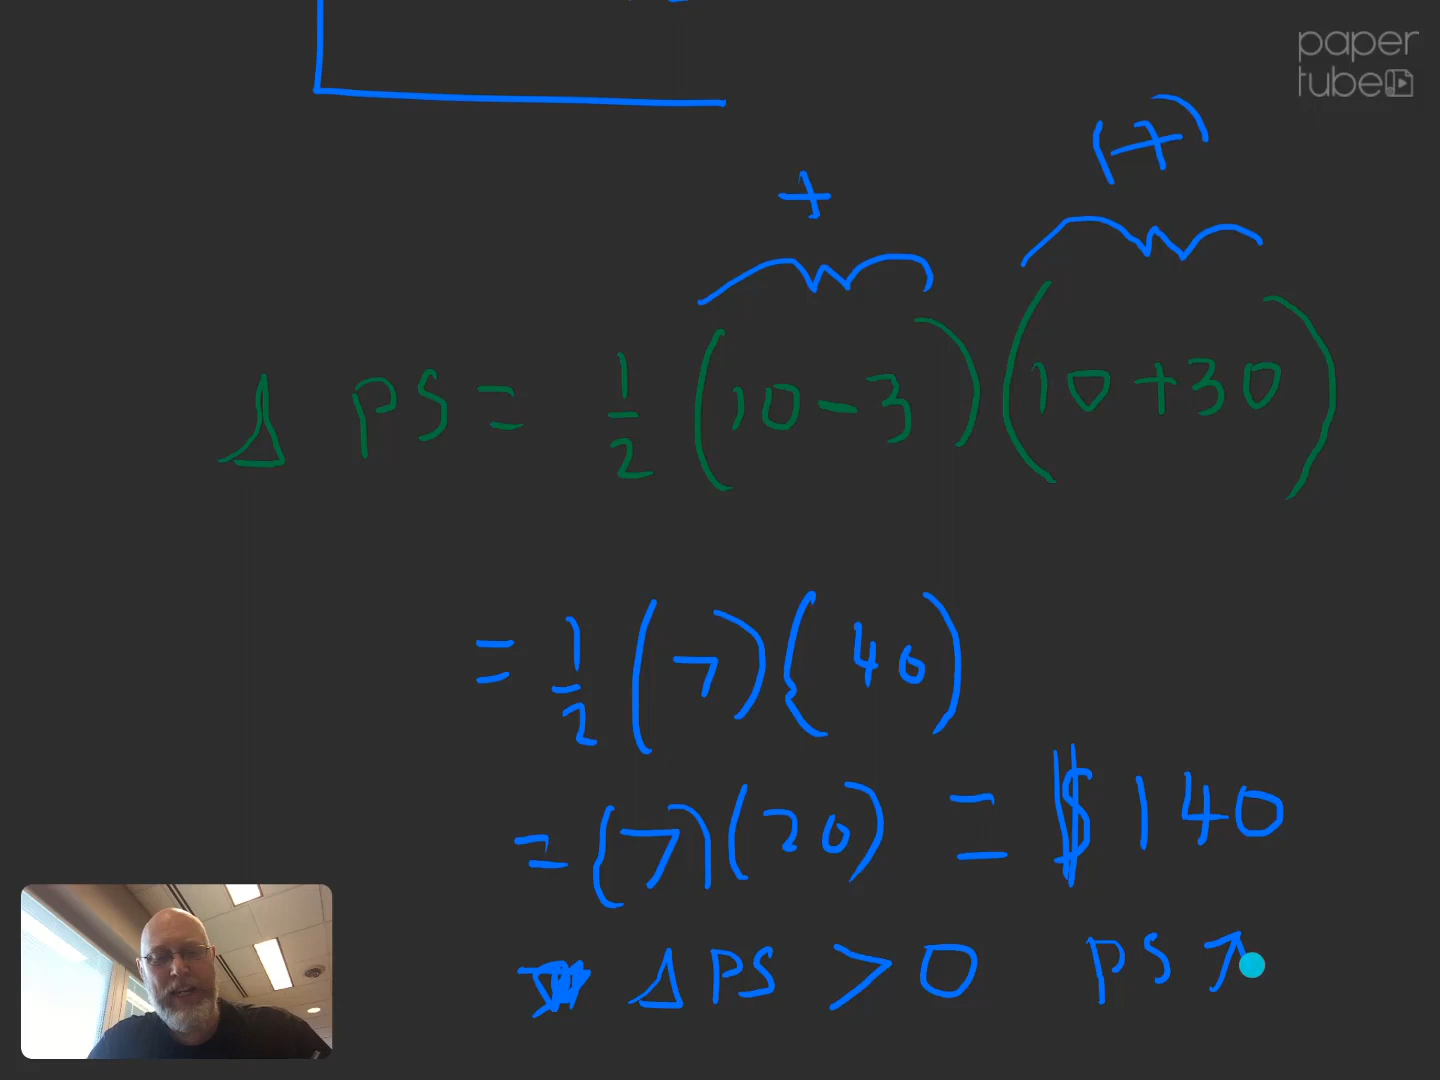 paper
tube
+ (+)
Δ PS = 1/2 (10 - 3) (10 + 30)
= 1/2 (7) (40)
= (7) (20) = $140
Δ PS > 0 PS ↗